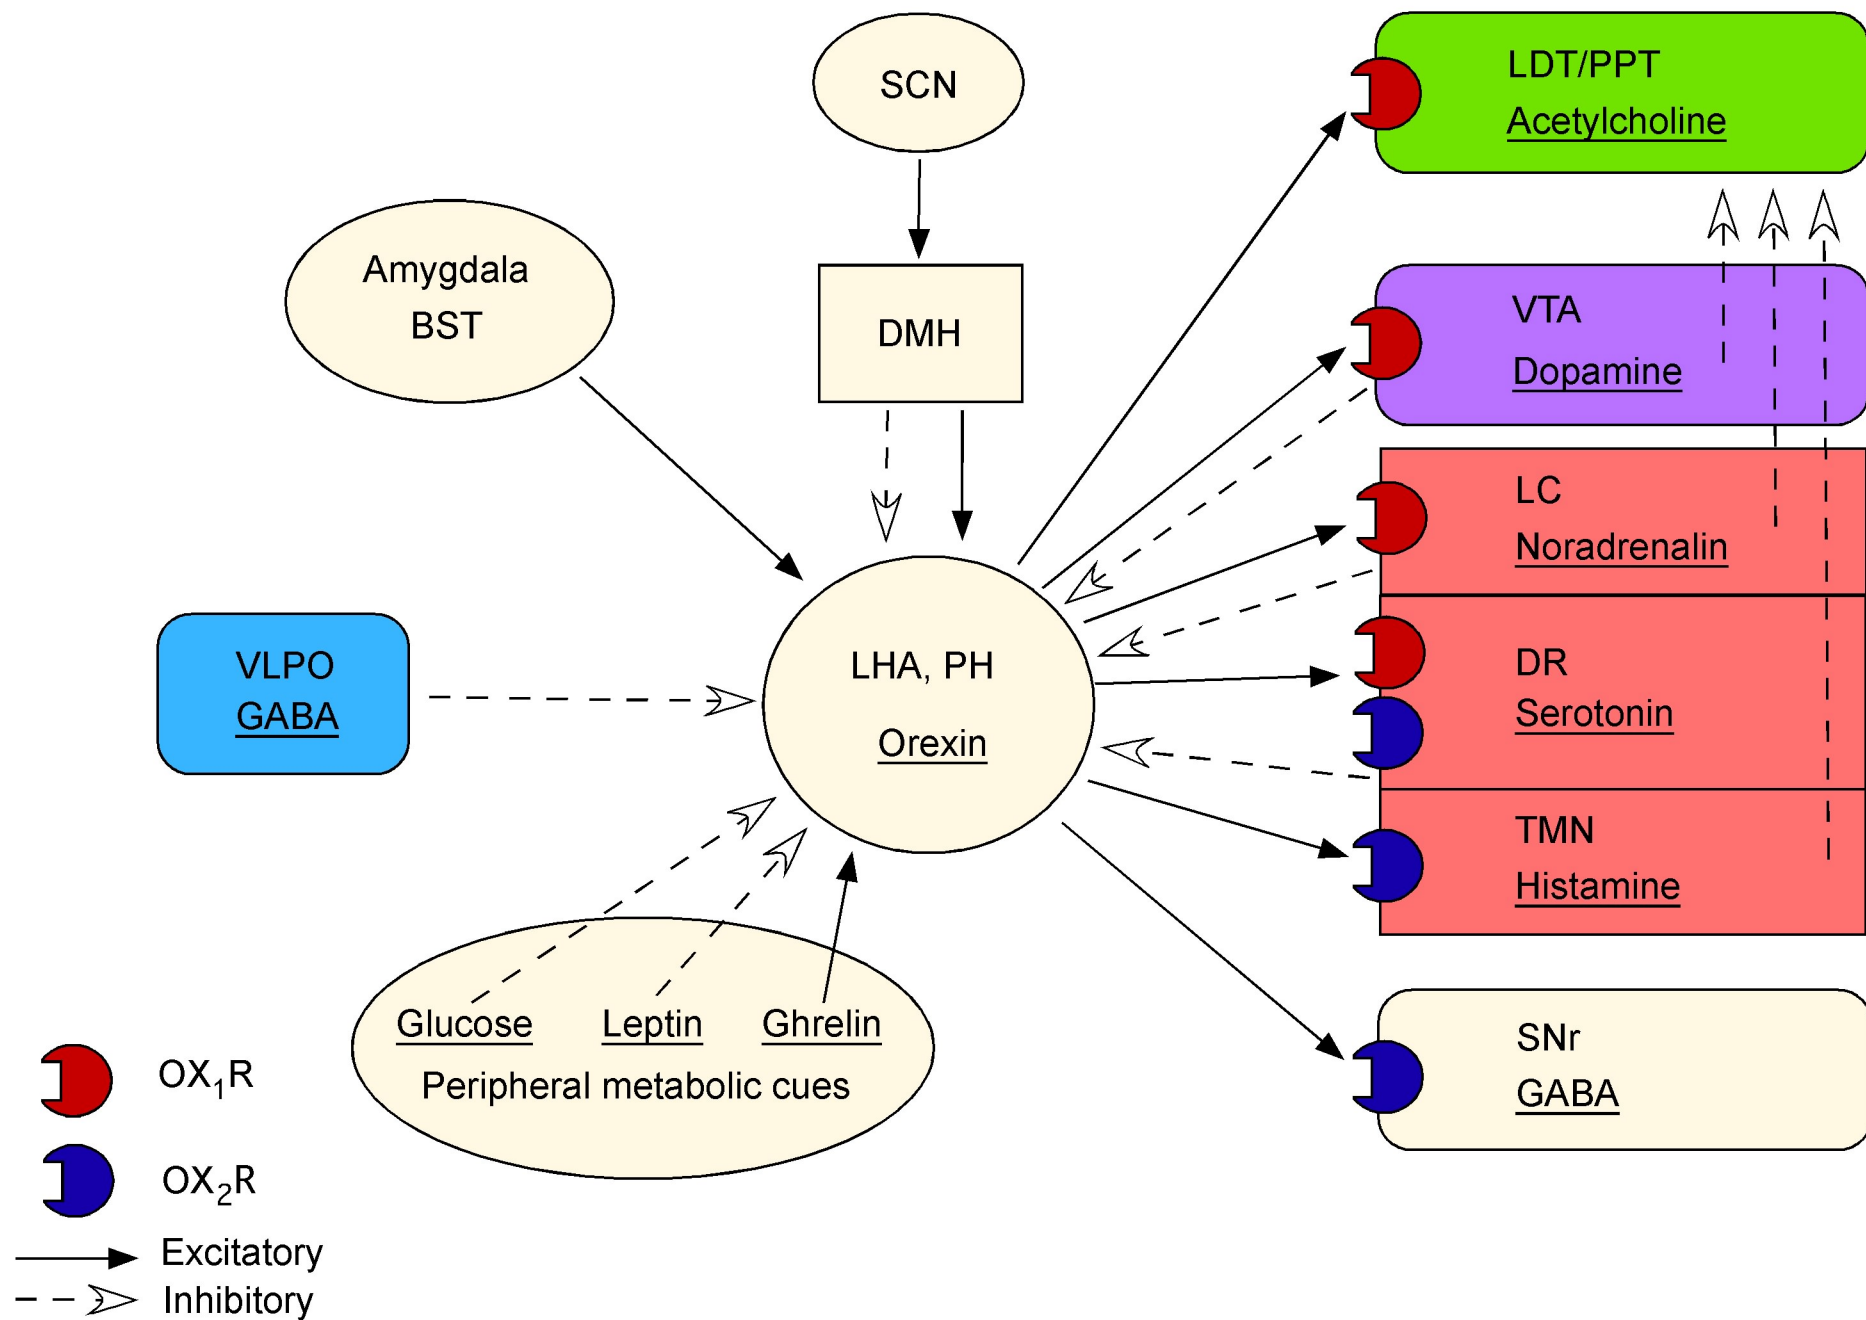 SCN
LDT/PPT
Acetylcholine
Amygdala
BST
DMH
VTA
Dopamine
LC
Noradrenalin
VLPO
GABA
LHA, PH
Orexin
DR
Serotonin
TMN
Histamine
Glucose Leptin Ghrelin
Peripheral metabolic cues
SNr
GABA
OX₁R
OX₂R
Excitatory
Inhibitory